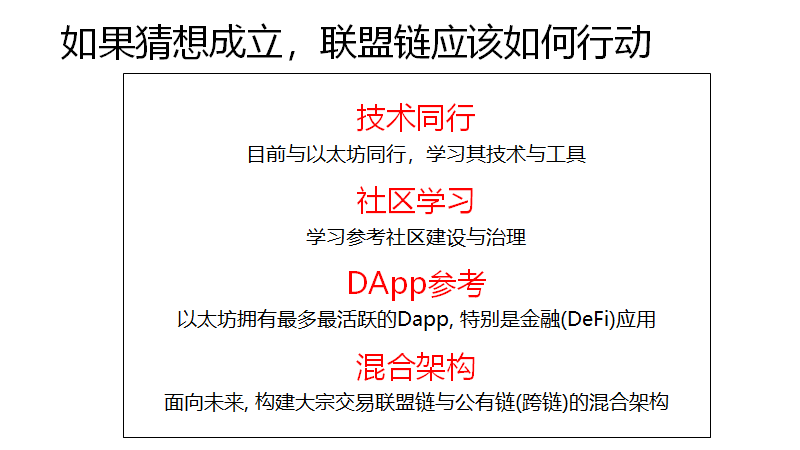 如果猜想成立，联盟链应该如何行动
技术同行
目前与以太坊同行，学习其技术与工具
社区学习
学习参考社区建设与治理
DApp参考
以太坊拥有最多最活跃的Dapp, 特别是金融(DeFi)应用
混合架构
面向未来, 构建大宗交易联盟链与公有链(跨链)的混合架构